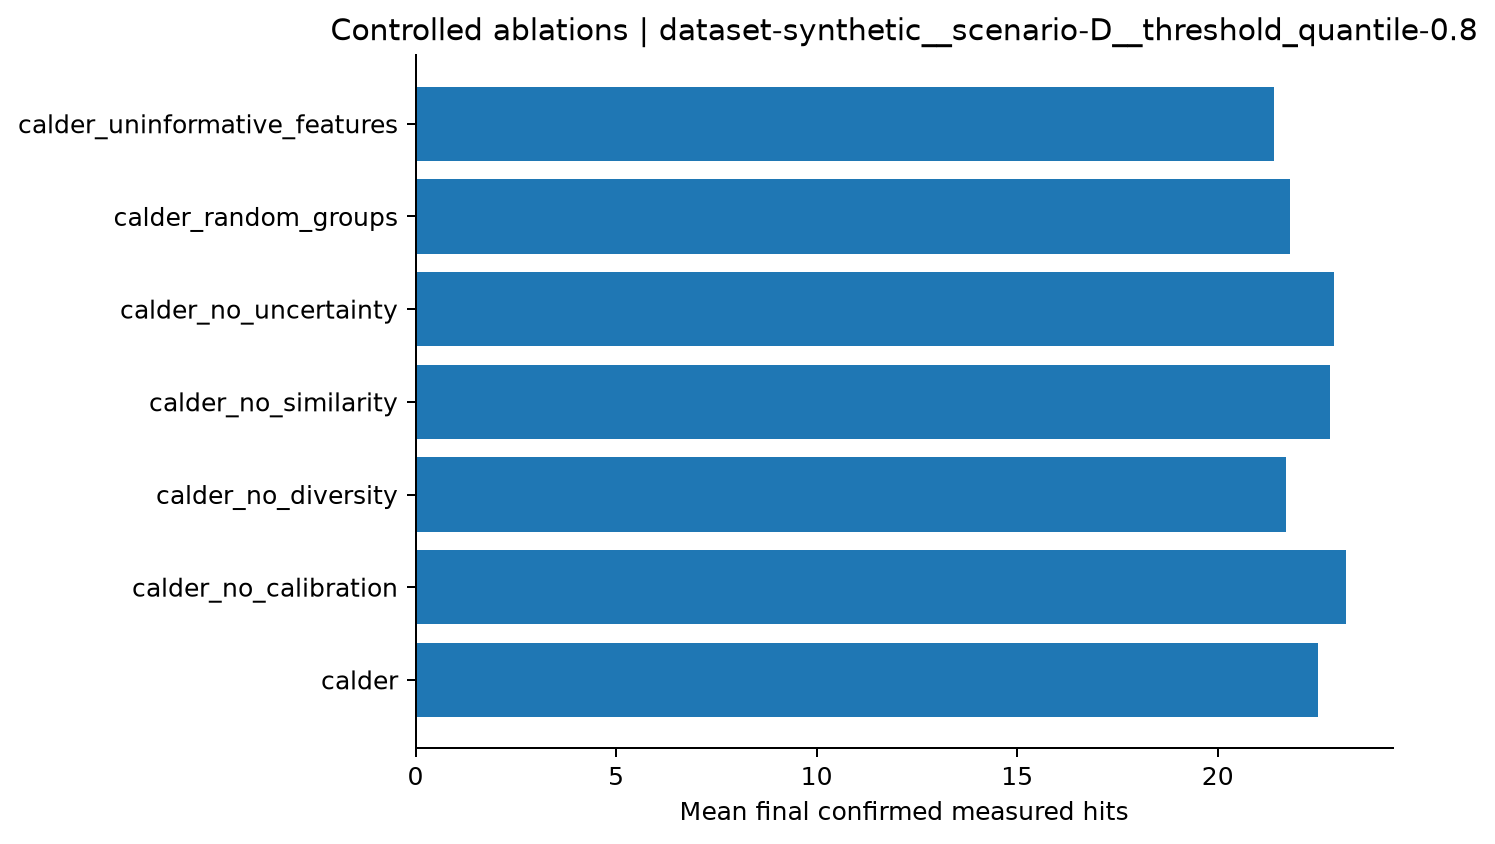 Controlled ablations | dataset-synthetic__scenario-D__threshold_quantile-0.8
calder_uninformative_features
calder_random_groups
calder_no_uncertainty
calder_no_similarity
calder_no_diversity
calder_no_calibration
calder
0 5 10 15 20
Mean final confirmed measured hits